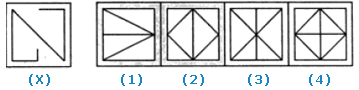 (X) (1) (2) (3) (4)